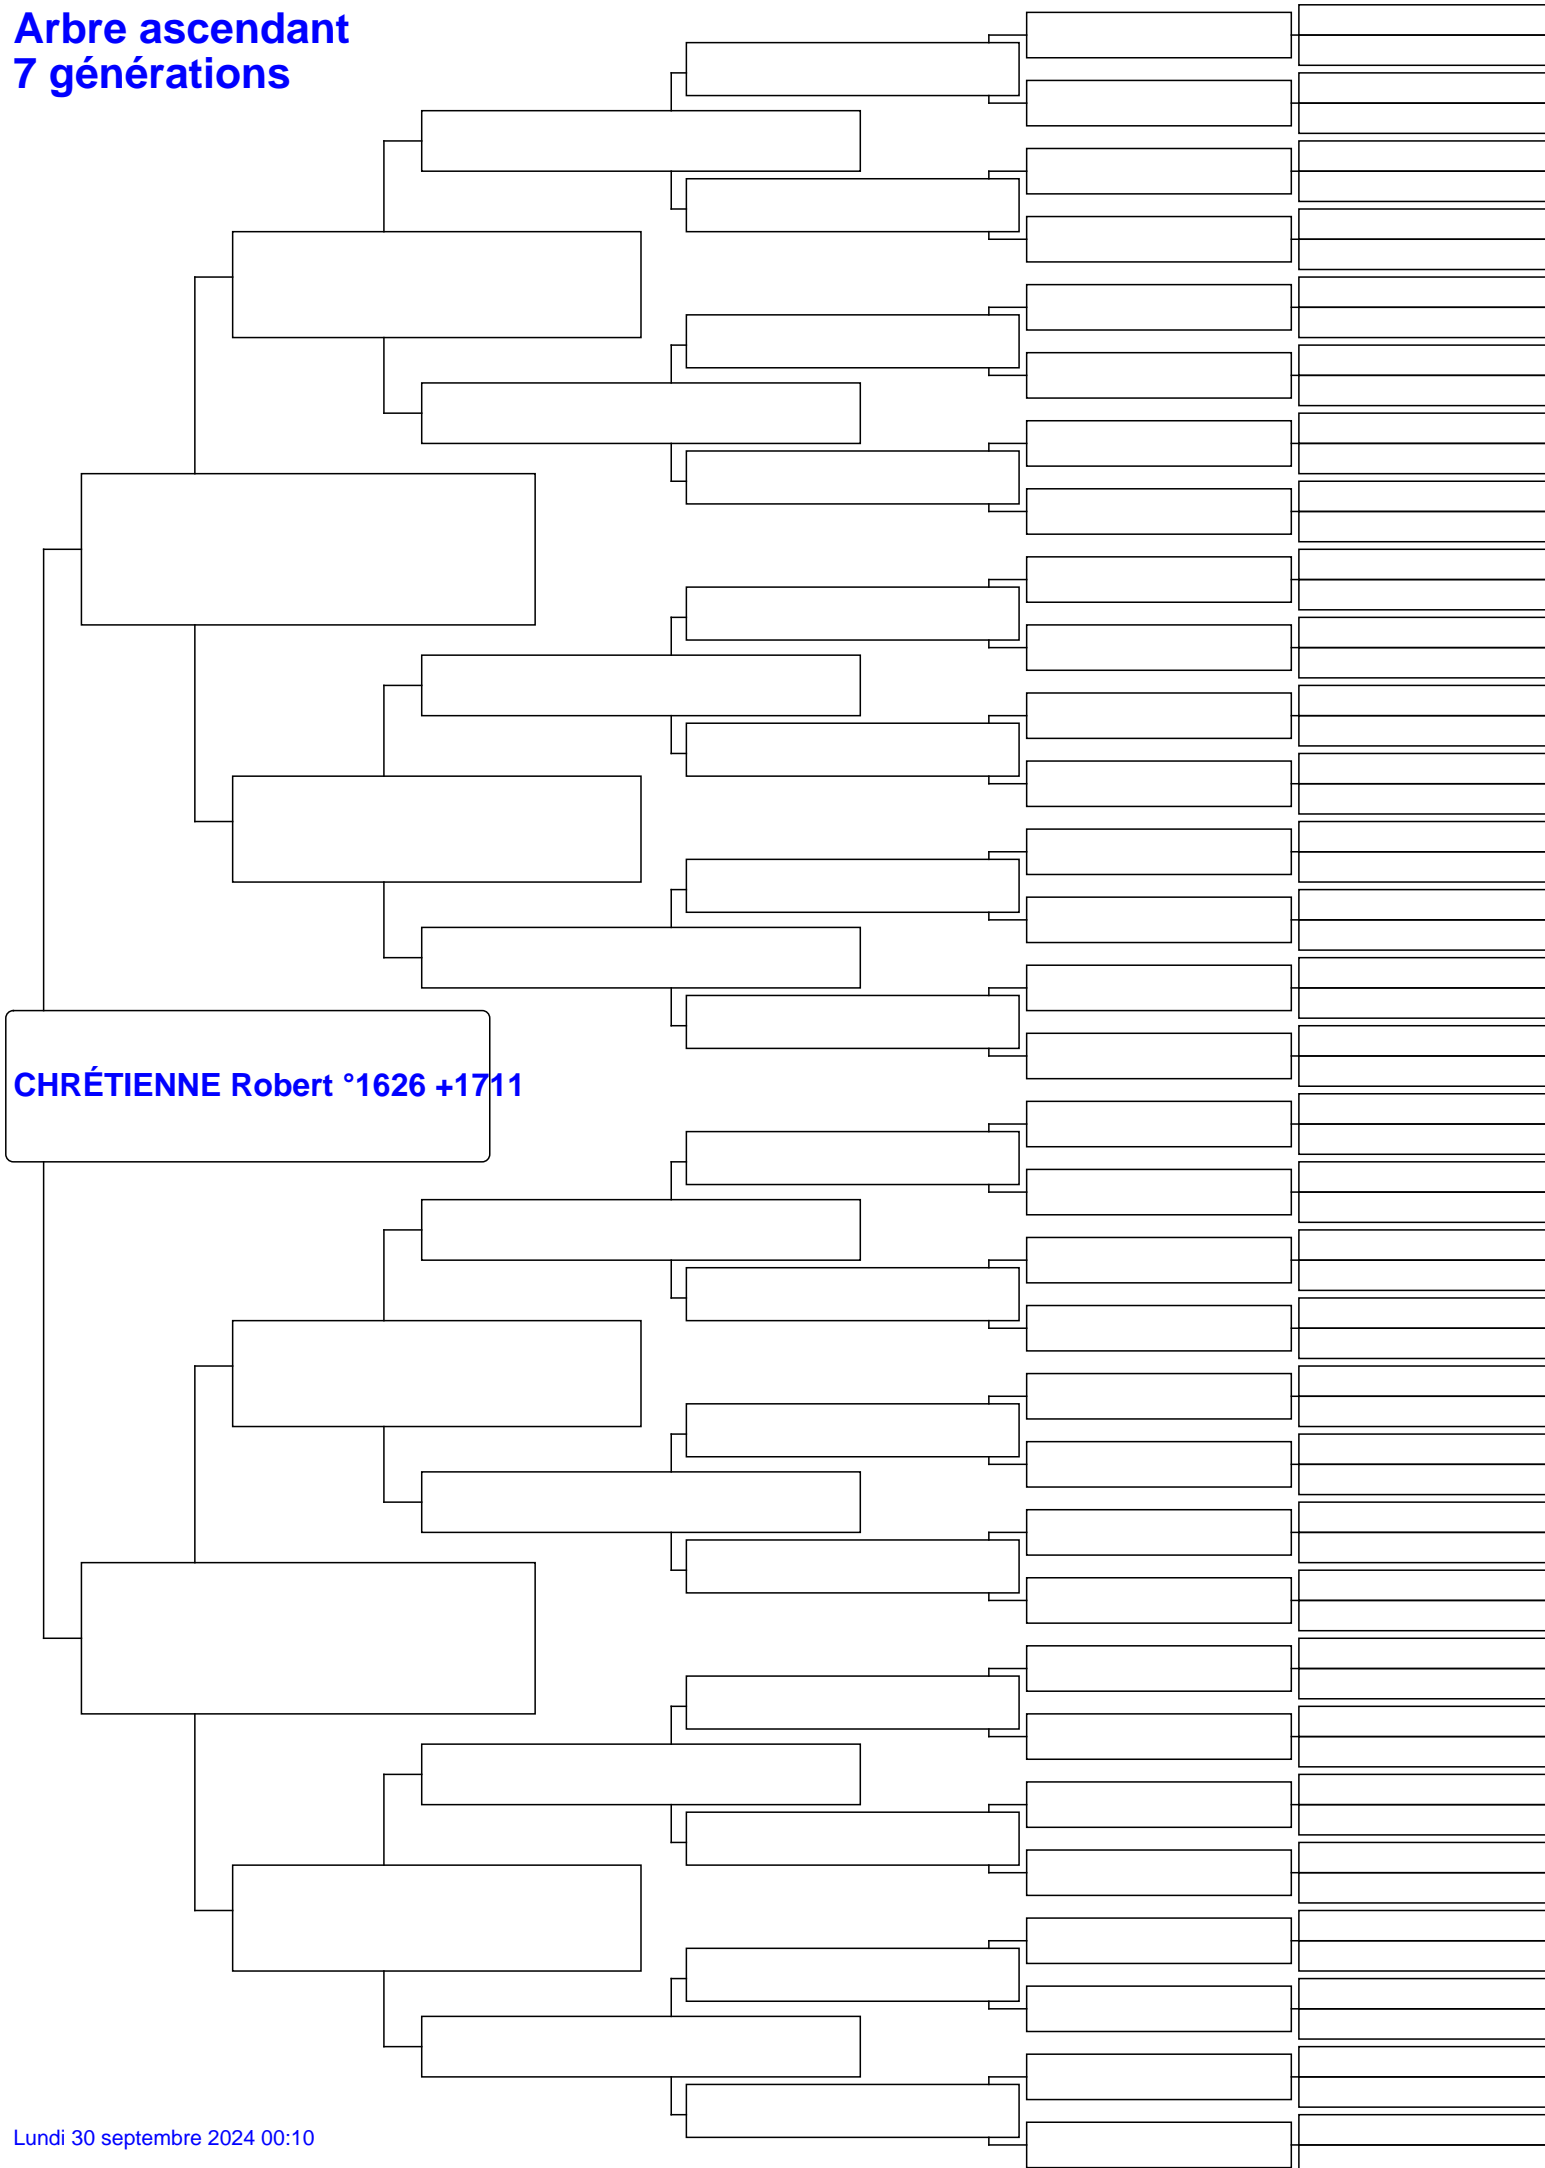 Arbre ascendant
7 générations
CHRÉTIENNE Robert °1626 +1711
Lundi 30 septembre 2024 00:10